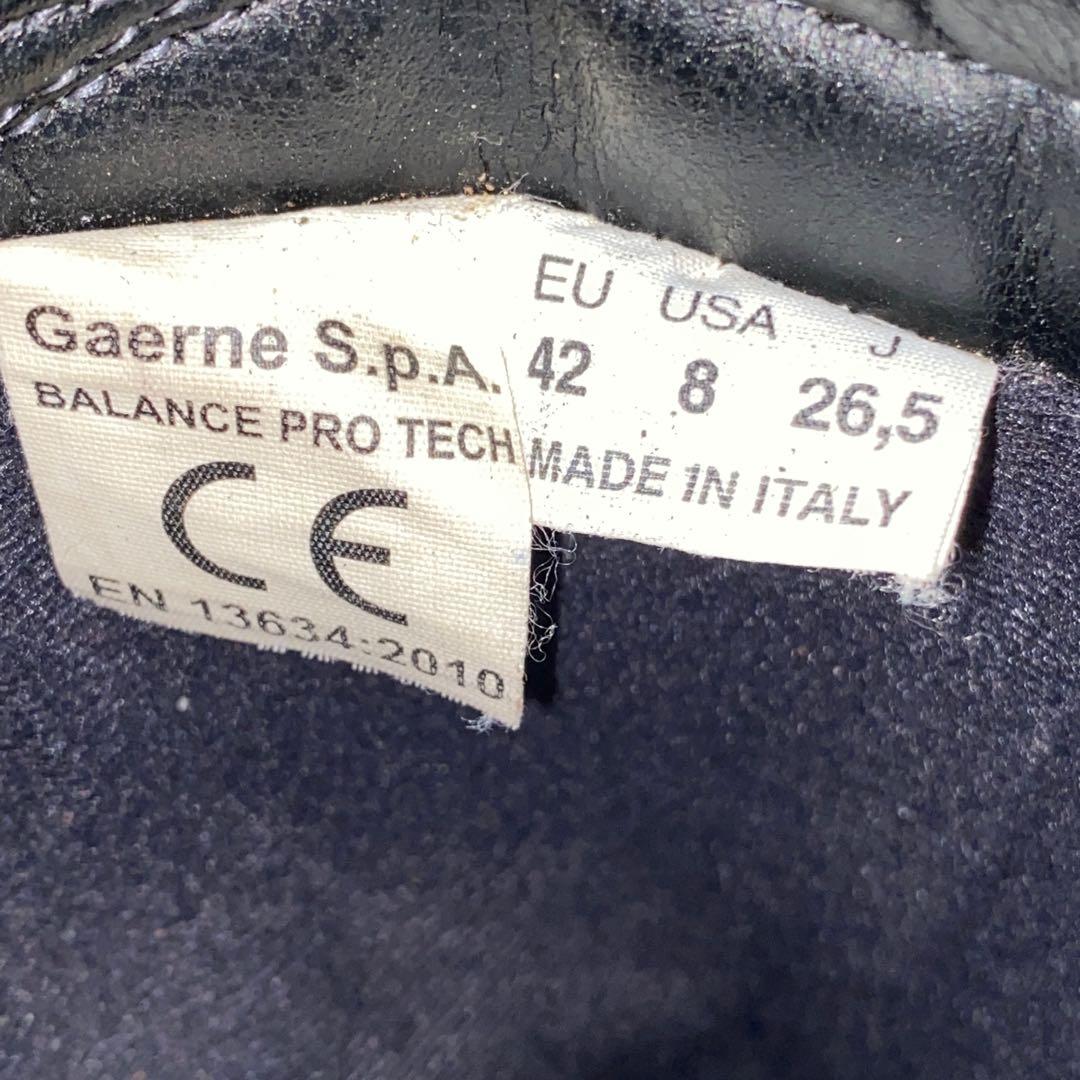 Gaerne S.p.A.
BALANCE PRO TECH
CE
EN 13634:2010
EU USA J
42 8 26,5
MADE IN ITALY